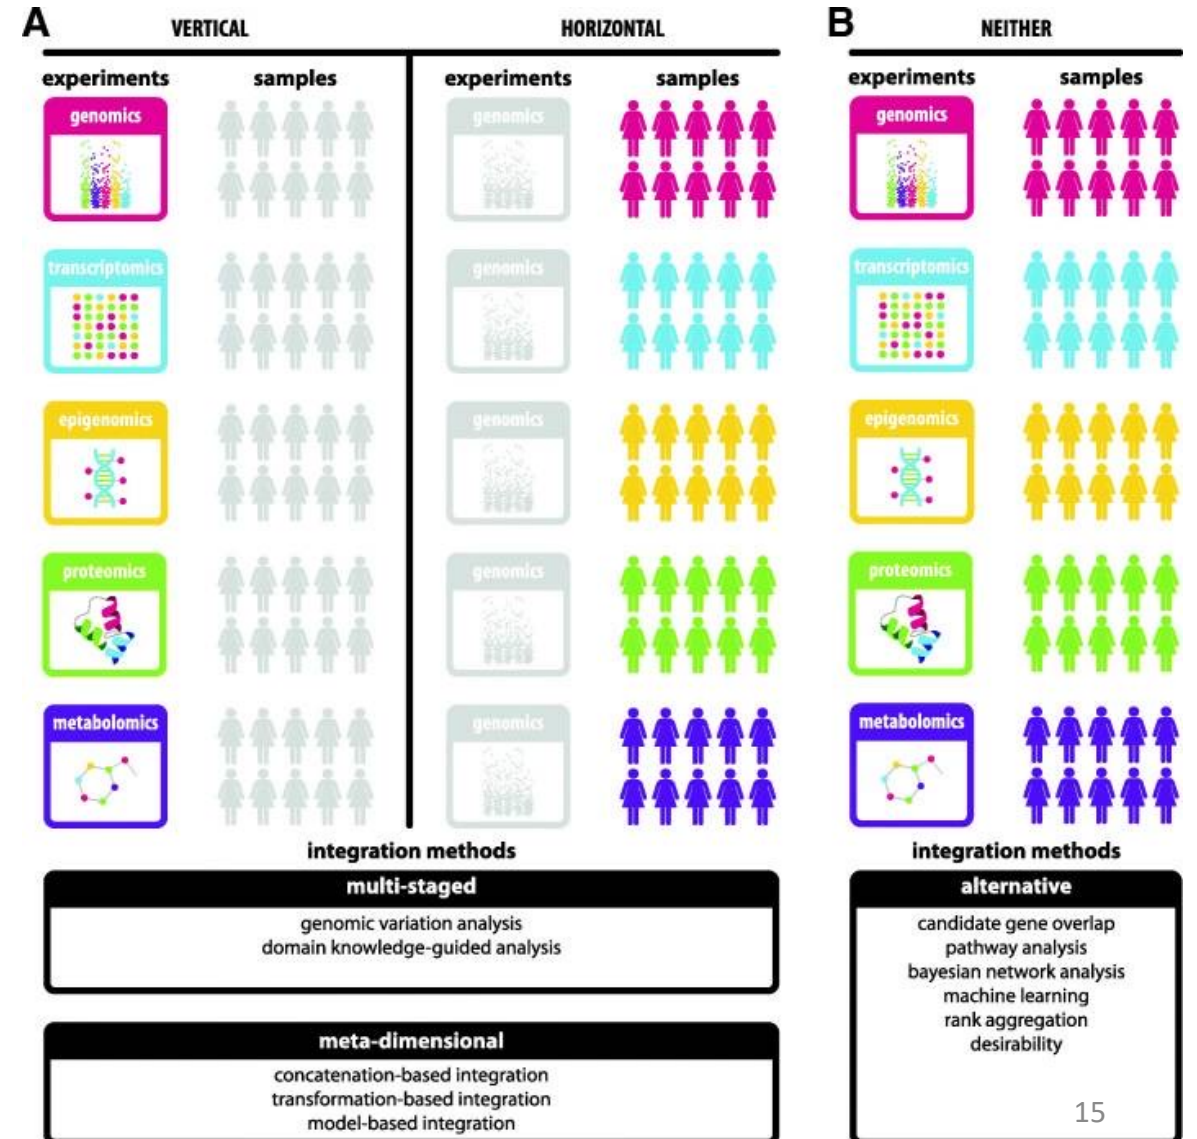 A
VERTICAL
HORIZONTAL
experiments
samples
experiments
samples
genomics
genomics
transcriptomics
genomics
epigenomics
genomics
proteomics
genomics
metabolomics
genomics
integration methods
multi-staged
genomic variation analysis
domain knowledge-guided analysis
meta-dimensional
concatenation-based integration
transformation-based integration
model-based integration
B
NEITHER
experiments
samples
genomics
transcriptomics
epigenomics
proteomics
metabolomics
integration methods
alternative
candidate gene overlap
pathway analysis
bayesian network analysis
machine learning
rank aggregation
desirability
15